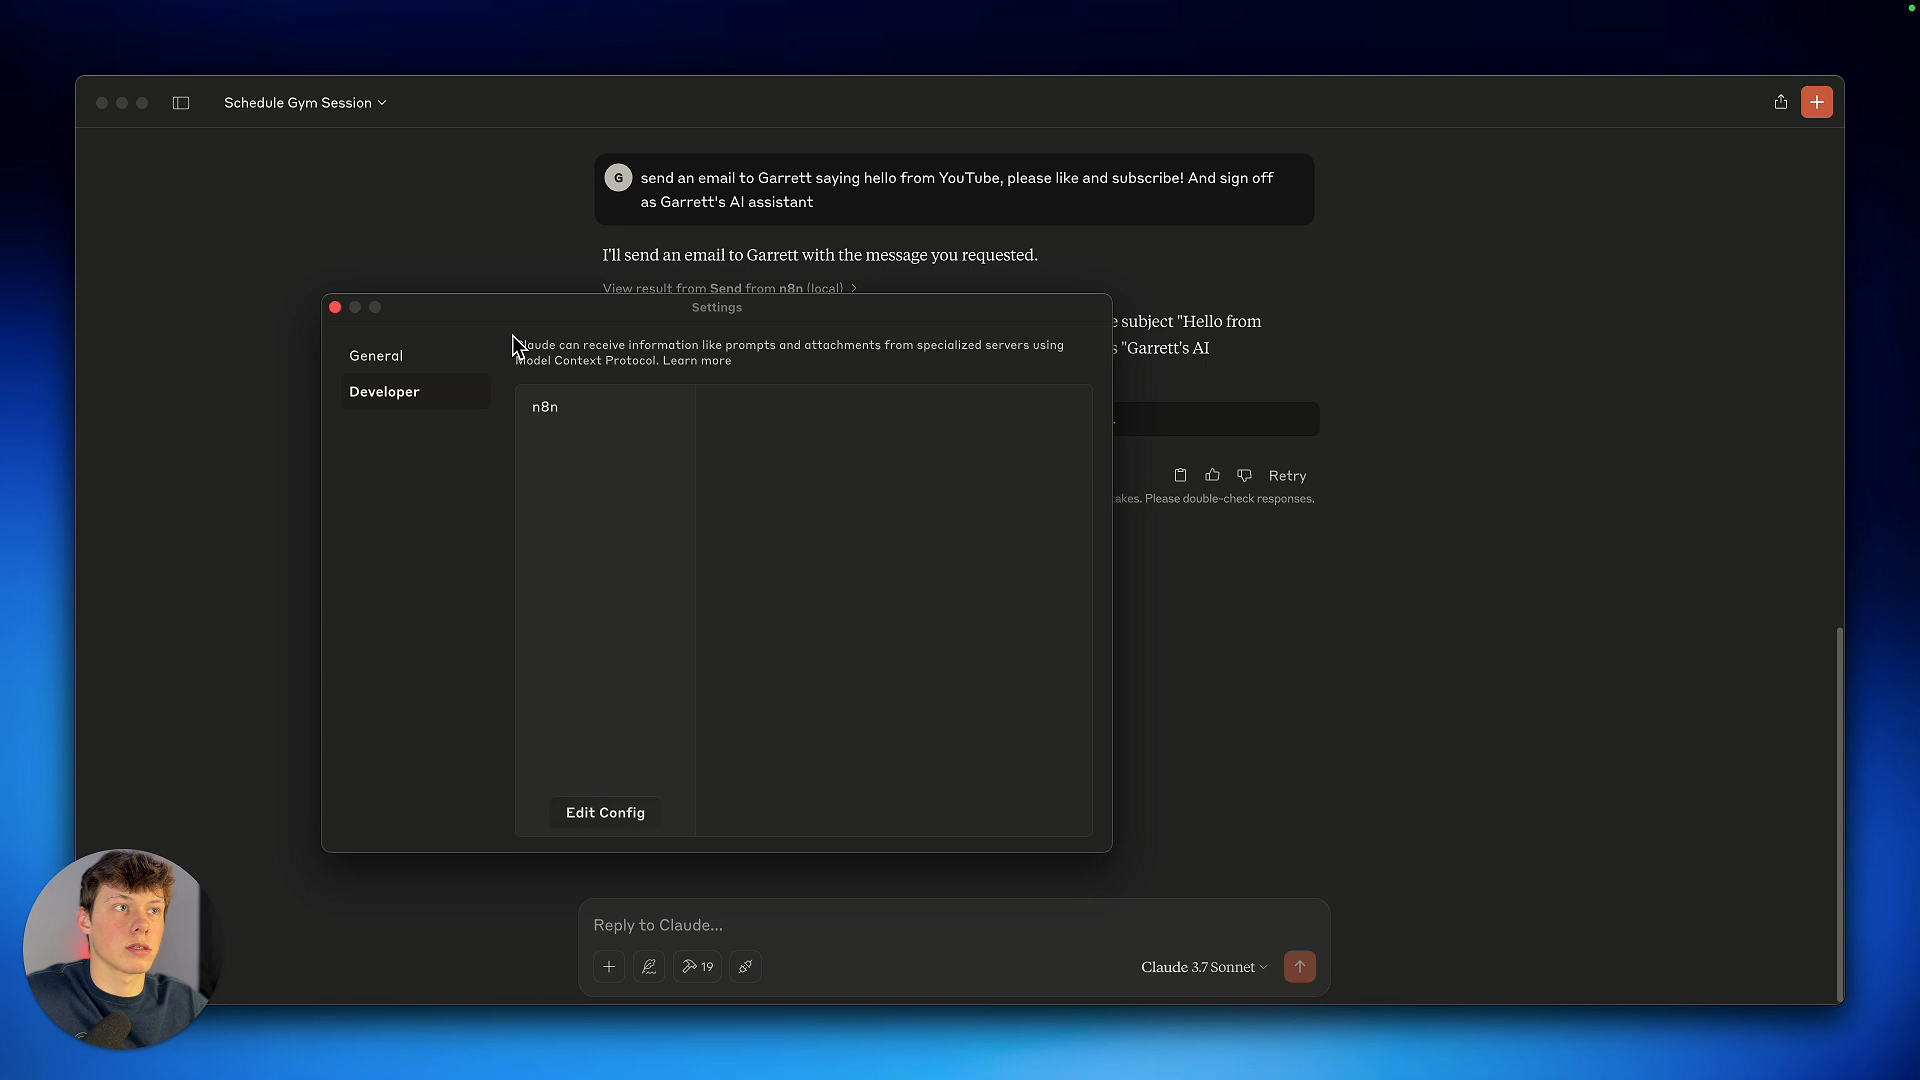 Schedule Gym Session
G
send an email to Garrett saying hello from YouTube, please like and subscribe! And sign off
as Garrett's AI assistant
I'll send an email to Garrett with the message you requested.
View result from Send from n8n (local)
Settings
e subject "Hello from
s "Garrett's AI
General
Developer
Claude can receive information like prompts and attachments from specialized servers using
Model Context Protocol. Learn more
n8n
Retry
takes. Please double-check responses.
Edit Config
Reply to Claude...
19
Claude 3.7 Sonnet